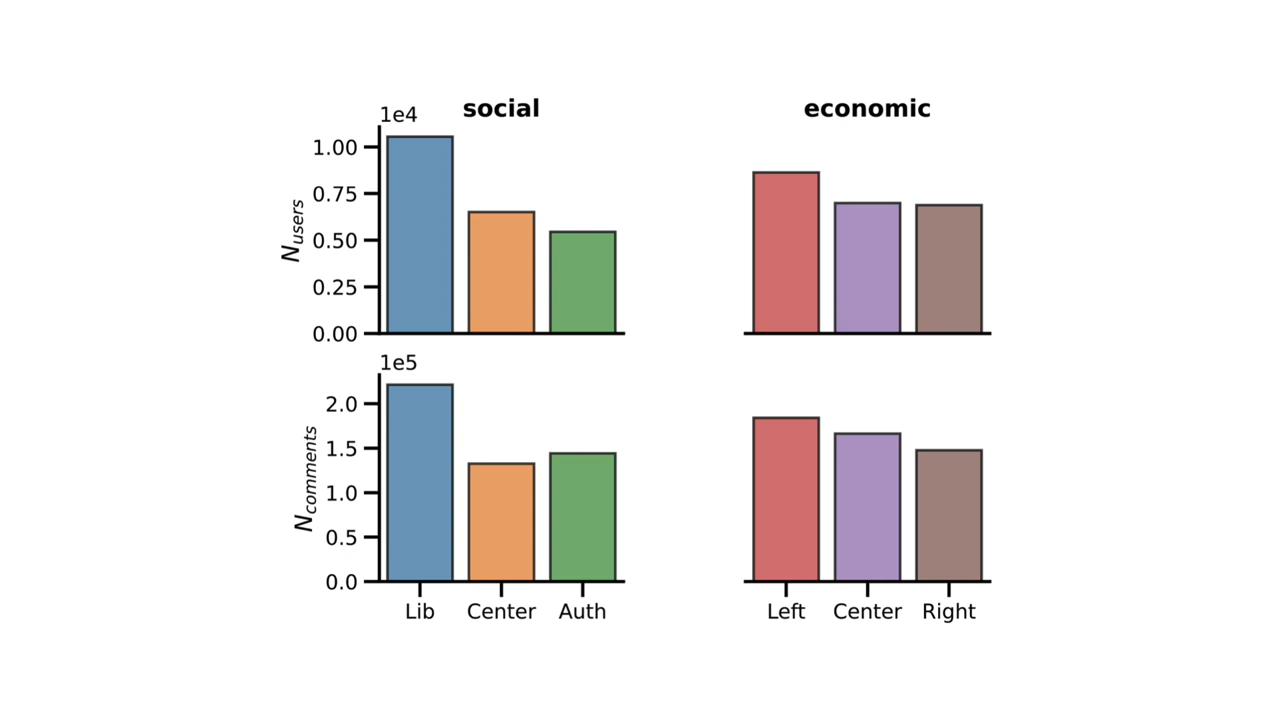 social
economic
1e4
1.00
0.75
0.50
0.25
0.00
N_users
1e5
2.0
1.5
1.0
0.5
0.0
N_comments
Lib Center Auth
Left Center Right